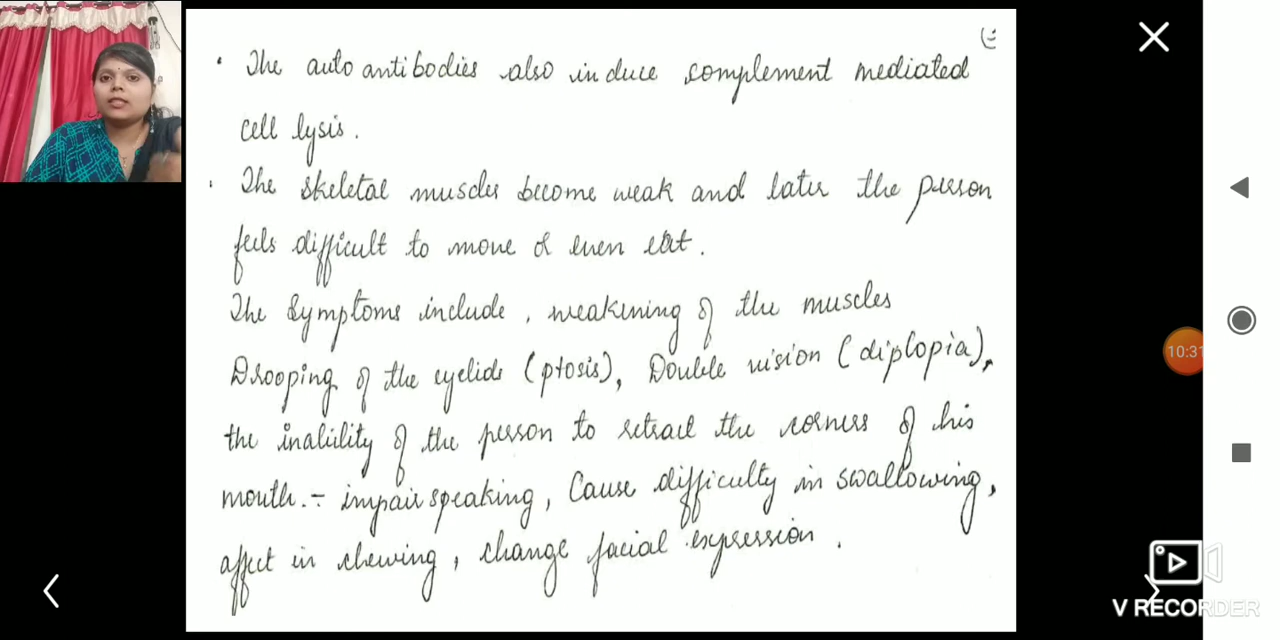 The auto antibodies also induce complement mediated
cell lysis.
The skeletal muscles become weak and later the person
feels difficult to move & even eat.
The Symptoms include, weakening of the muscles
Drooping of the eyelids (ptosis), Double vision (diplopia),
the inability of the person to retract the corners of his
mouth. ÷ impair speaking, Cause difficulty in swallowing,
affect in chewing, change facial expression.
10:31
V RECORDER